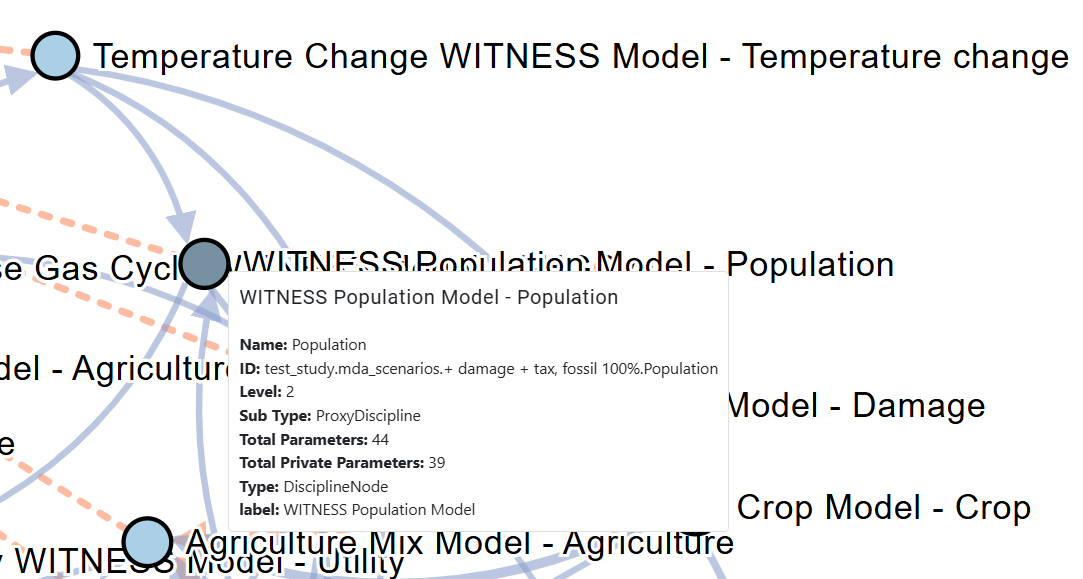 Temperature Change WITNESS Model - Temperature change
se Gas Cycl
WITNESS Population Model - Population
WITNESS Population Model - Population
Name: Population
ID: test_study.mda_scenarios.+ damage + tax, fossil 100%.Population
del - Agriculture
Level: 2
Model - Damage
Sub Type: ProxyDiscipline
Total Parameters: 44
e
Total Private Parameters: 39
Type: DisciplineNode
label: WITNESS Population Model
Crop Model - Crop
Agriculture Mix Model - Agriculture
WITNESS Model - Utility